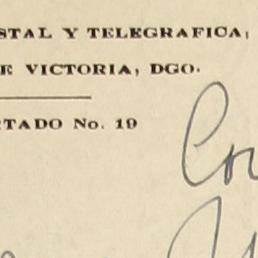 STAL Y TELEGRAFICA,
E VICTORIA, DGO.
TADO No. 19